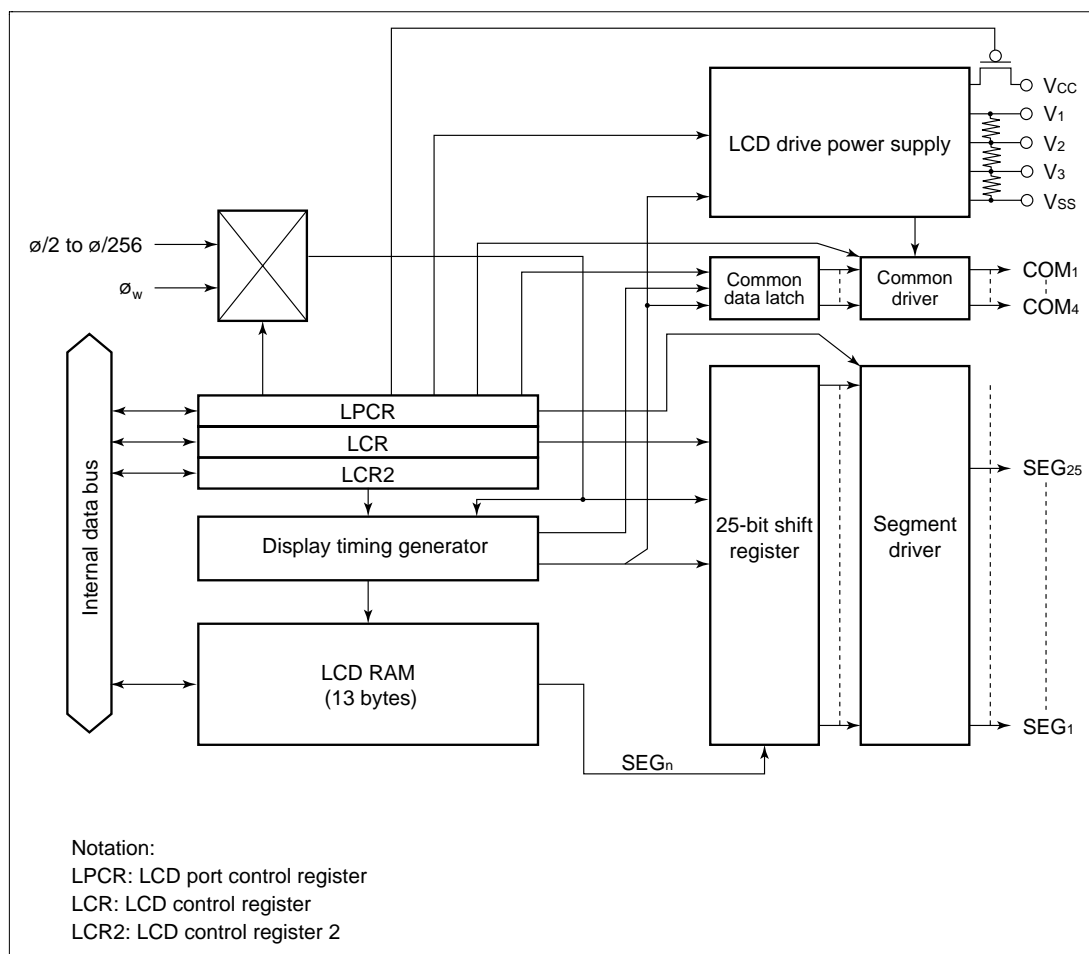 VCC
V1
LCD drive power supply
V2
V3
VSS
ø/2 to ø/256
øw
Common
data latch
Common
driver
COM1
COM4
Internal data bus
LPCR
LCR
LCR2
Display timing generator
LCD RAM
(13 bytes)
25-bit shift
register
Segment
driver
SEG25
SEG1
SEGn
Notation:
LPCR: LCD port control register
LCR: LCD control register
LCR2: LCD control register 2